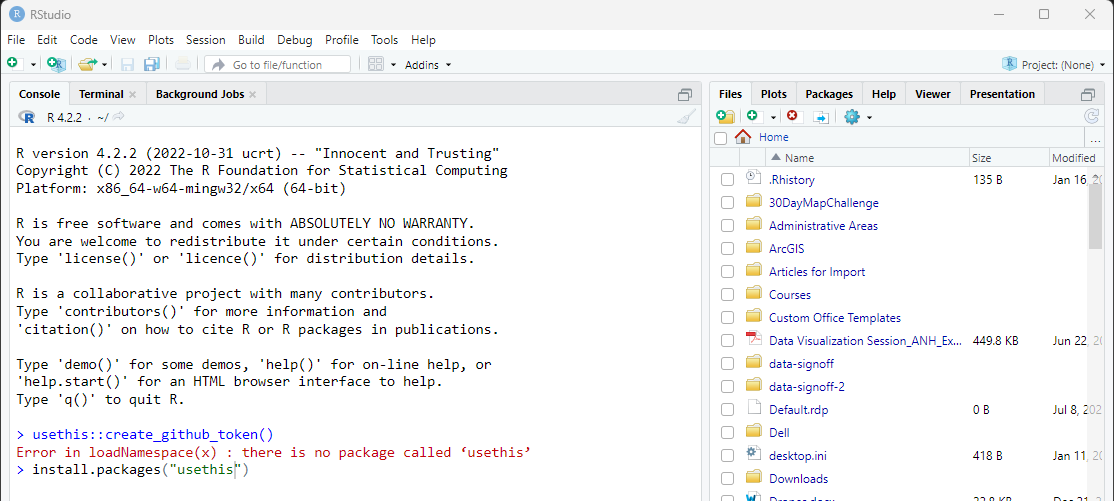 RStudio
File Edit Code View Plots Session Build Debug Profile Tools Help
Go to file/function Addins Project: (None)
Console Terminal Background Jobs
R 4.2.2 · ~/
R version 4.2.2 (2022-10-31 ucrt) -- "Innocent and Trusting"
Copyright (C) 2022 The R Foundation for Statistical Computing
Platform: x86_64-w64-mingw32/x64 (64-bit)
R is free software and comes with ABSOLUTELY NO WARRANTY.
You are welcome to redistribute it under certain conditions.
Type 'license()' or 'licence()' for distribution details.
R is a collaborative project with many contributors.
Type 'contributors()' for more information and
'citation()' on how to cite R or R packages in publications.
Type 'demo()' for some demos, 'help()' for on-line help, or
'help.start()' for an HTML browser interface to help.
Type 'q()' to quit R.
> usethis::create_github_token()
Error in loadNamespace(x) : there is no package called ‘usethis’
> install.packages("usethis")
Files Plots Packages Help Viewer Presentation
Home ...
Name Size Modified
.Rhistory 135 B Jan 16, 20
30DayMapChallenge
Administrative Areas
ArcGIS
Articles for Import
Courses
Custom Office Templates
Data Visualization Session_ANH_Ex... 449.8 KB Jun 22, 20
data-signoff
data-signoff-2
Default.rdp 0 B Jul 8, 202
Dell
desktop.ini 418 B Jan 11, 20
Downloads